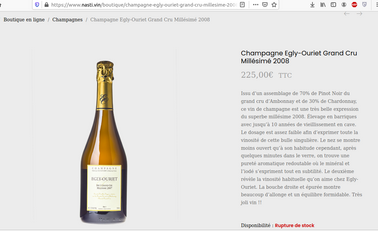 https://www.nasti.vin/boutique/champagne-egly-ouriet-grand-cru-millesime-200
Boutique en ligne / Champagnes / Champagne Egly-Ouriet Grand Cru Millésimé 2008
Champagne Egly-Ouriet Grand Cru
Millésimé 2008
225,00€ TTC
Issu d'un assemblage de 70% de Pinot Noir du
grand cru d'Ambonnay et de 30% de Chardonnay,
ce vin de champagne est une très belle expression
du superbe millésime 2008. Élevage en barriques
avec jusqu'à 10 années de vieillissement en cave.
Le dosage est assez faible afin d'exprimer toute la
vinosité de cette bulle singulière. Le nez se montre
moins ouvert qu'à son habitude cependant, après
quelques minutes dans le verre, on trouve une
pureté aromatique redoutable où le minéral et
l'iodé s'expriment tout en subtilité. Le deuxième
révèle la vinosité habituelle qu'on aime chez Egly-
Ouriet. La bouche droite et épurée montre
beaucoup d'allonge et un équilibre formidable. Très
joli vin !!
Disponibilité : Rupture de stock
EGLY-OURIET